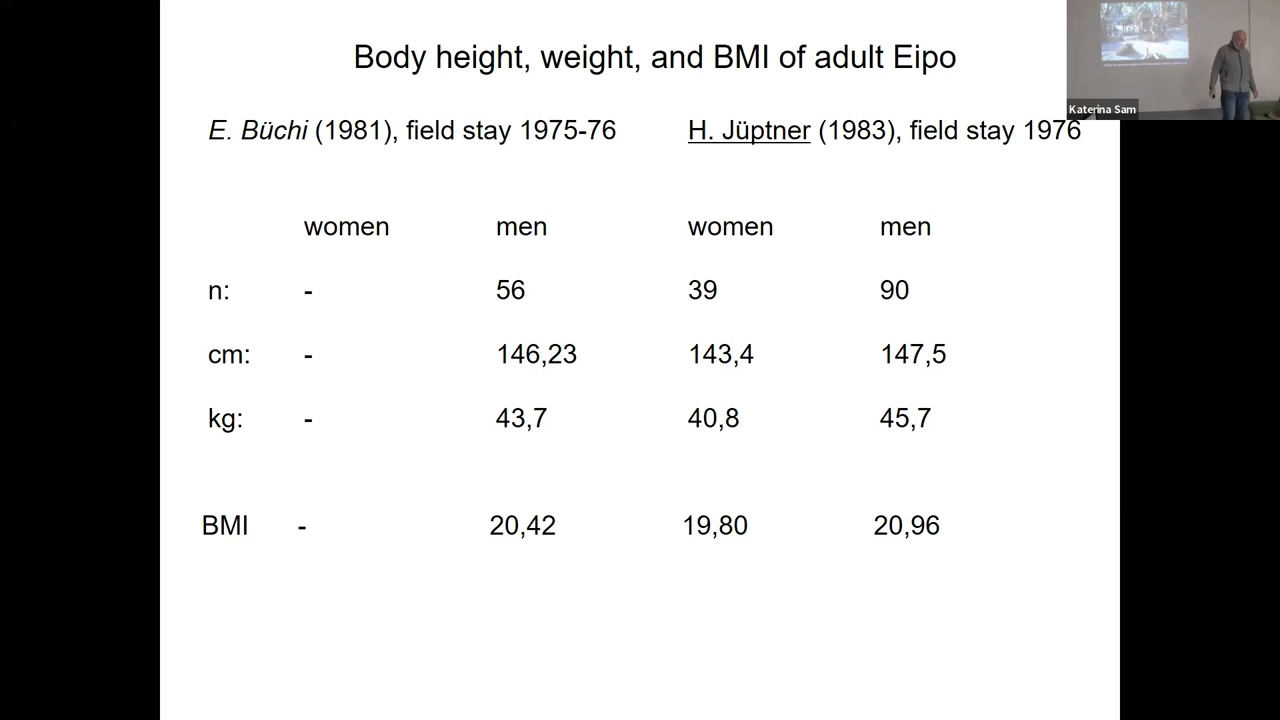 Body height, weight, and BMI of adult Eipo
Katerina Sam
E. Büchi (1981), field stay 1975-76 H. Jüptner (1983), field stay 1976
women men women men
n: - 56 39 90
cm: - 146,23 143,4 147,5
kg: - 43,7 40,8 45,7
BMI - 20,42 19,80 20,96